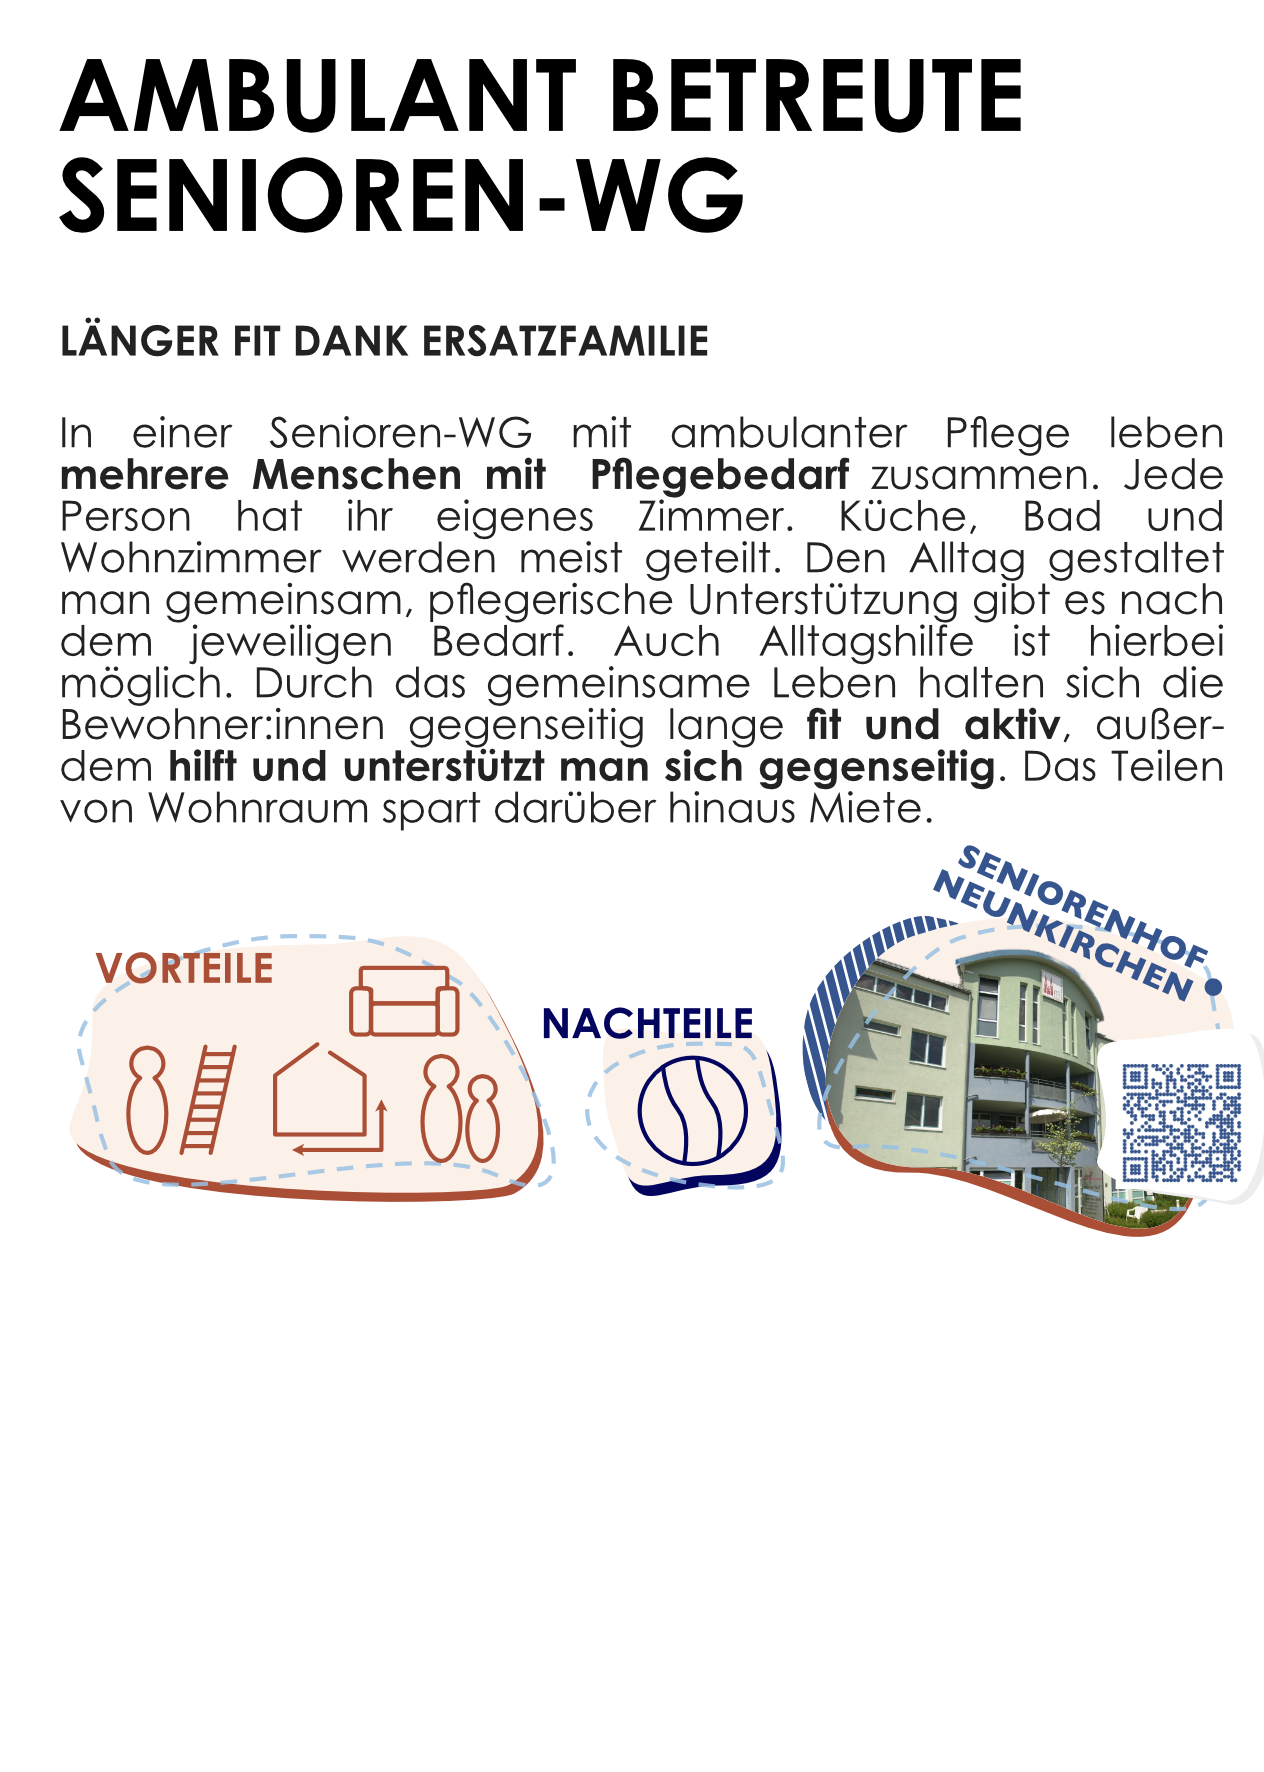 AMBULANT BETREUTE
SENIOREN-WG
LÄNGER FIT DANK ERSATZFAMILIE
In einer Senioren-WG mit ambulanter Pflege leben
mehrere Menschen mit Pflegebedarf zusammen. Jede
Person hat ihr eigenes Zimmer. Küche, Bad und
Wohnzimmer werden meist geteilt. Den Alltag gestaltet
man gemeinsam, pflegerische Unterstützung gibt es nach
dem jeweiligen Bedarf. Auch Alltagshilfe ist hierbei
möglich. Durch das gemeinsame Leben halten sich die
Bewohner:innen gegenseitig lange fit und aktiv, außer-
dem hilft und unterstützt man sich gegenseitig. Das Teilen
von Wohnraum spart darüber hinaus Miete.
SENIORENHOF
NEUNKIRCHEN
VORTEILE
NACHTEILE